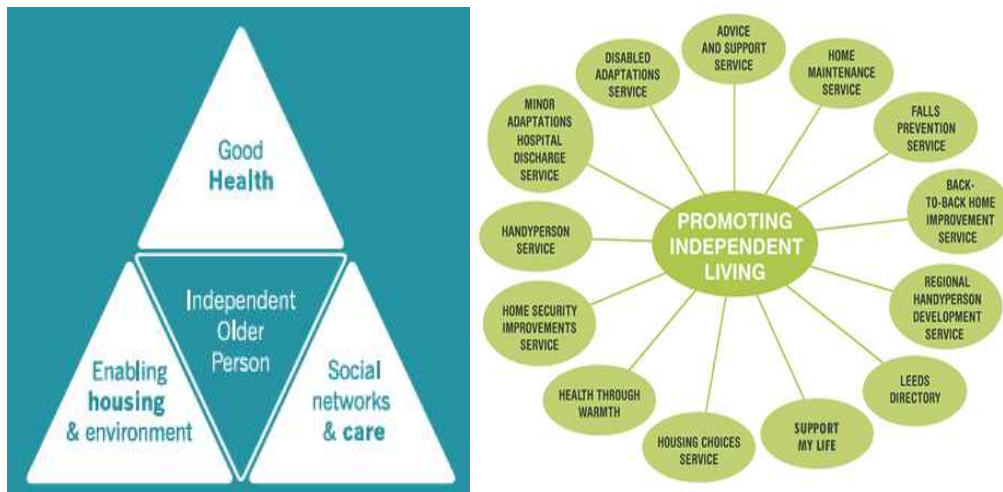 Good
Health
Independent
Older
Person
Enabling
housing
& environment
Social
networks
& care
ADVICE
AND SUPPORT
SERVICE
HOME
MAINTENANCE
SERVICE
FALLS
PREVENTION
SERVICE
BACK-
TO-BACK HOME
IMPROVEMENT
SERVICE
REGIONAL
HANDYPERSON
DEVELOPMENT
SERVICE
LEEDS
DIRECTORY
SUPPORT
MY LIFE
HOUSING CHOICES
SERVICE
HEALTH THROUGH
WARMTH
HOME SECURITY
IMPROVEMENTS
SERVICE
HANDYPERSON
SERVICE
MINOR
ADAPTATIONS
HOSPITAL
DISCHARGE
SERVICE
DISABLED
ADAPTATIONS
SERVICE
PROMOTING
INDEPENDENT
LIVING